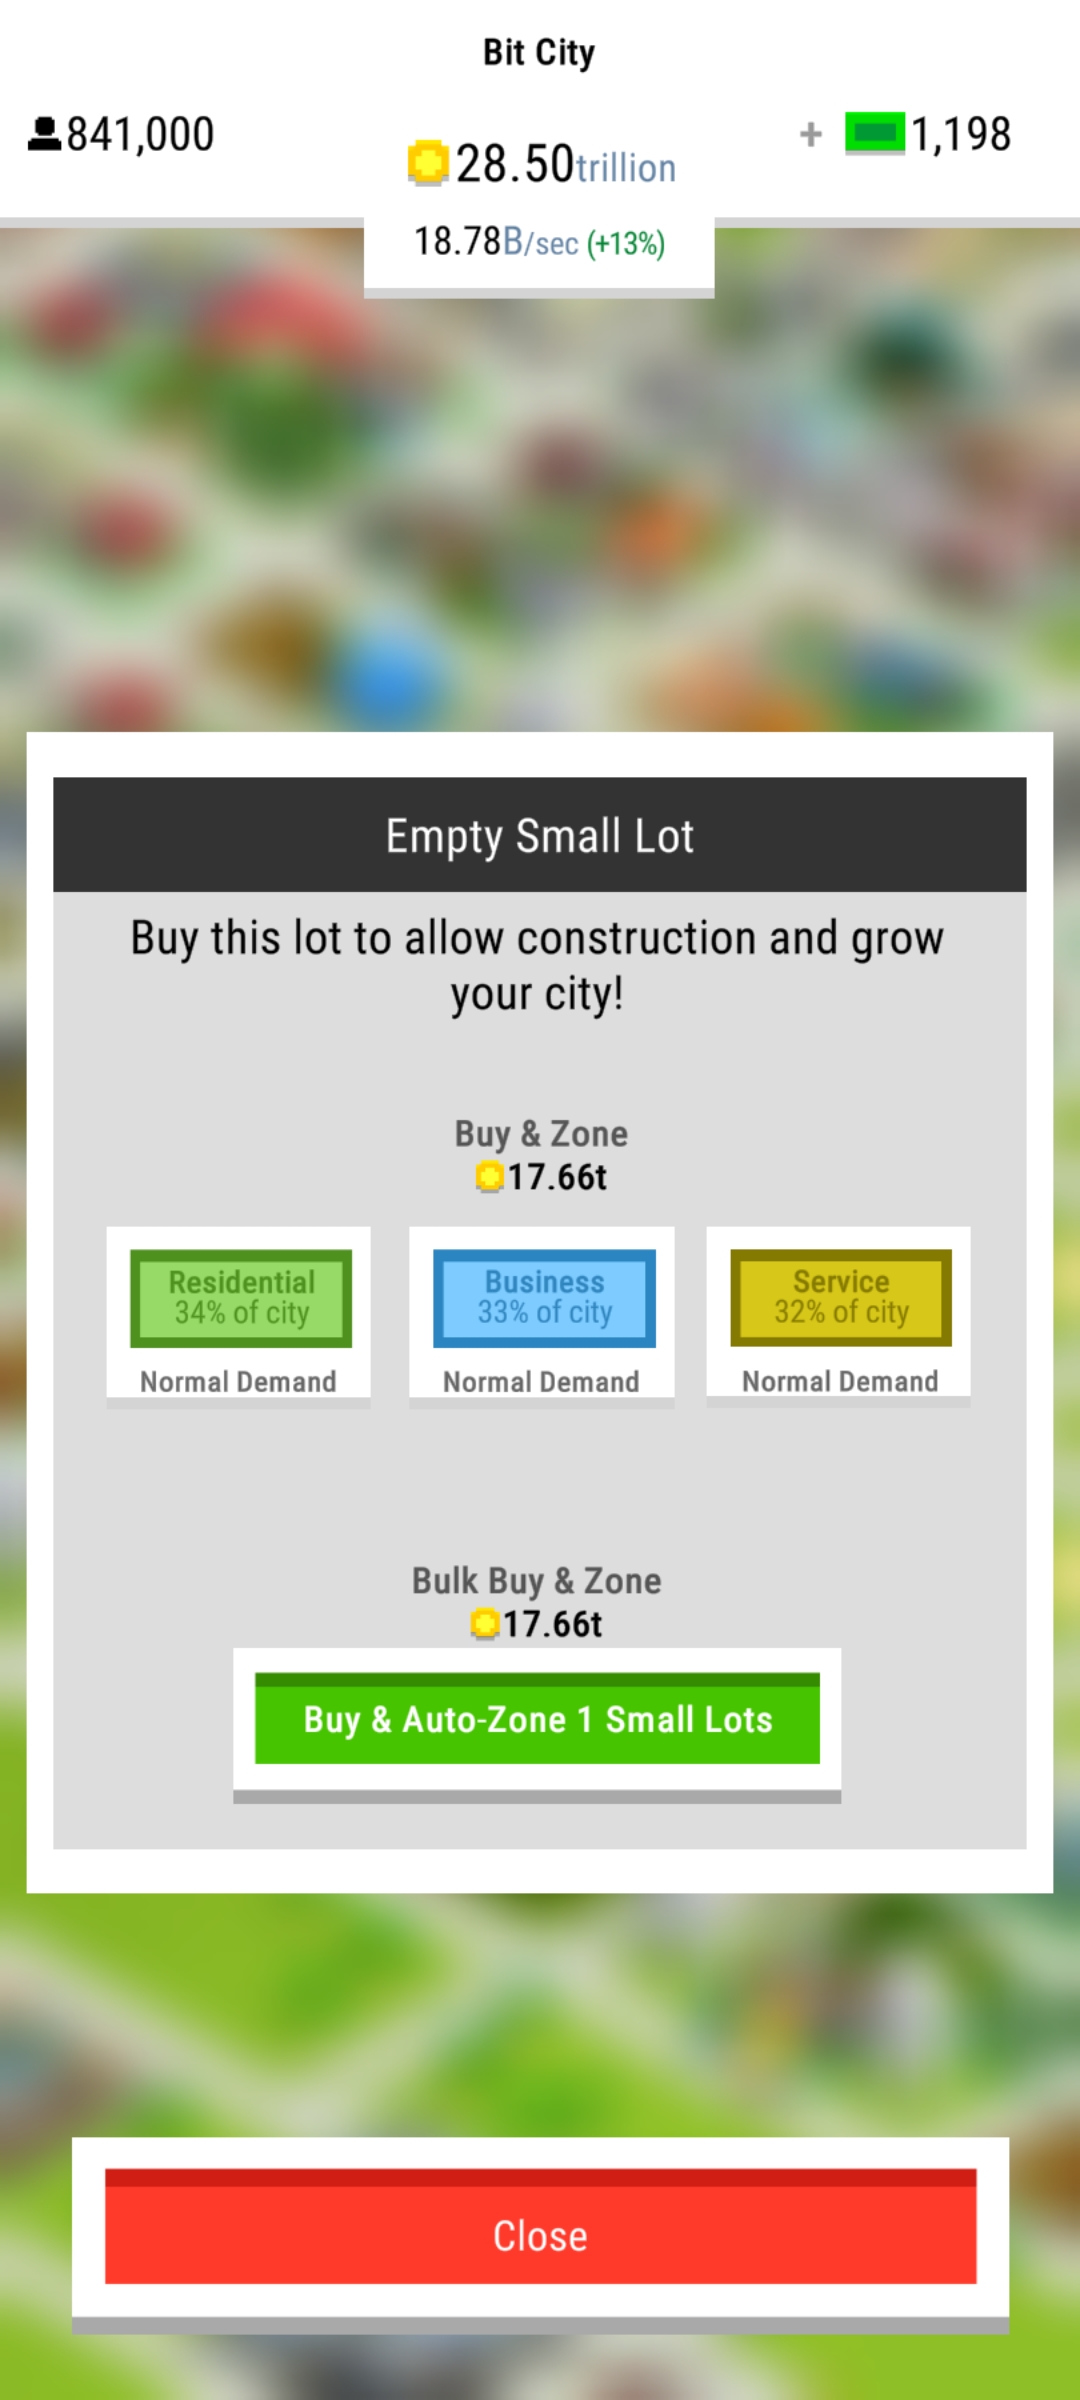 Bit City
841,000
28.50trillion
+ 1,198
18.78B/sec (+13%)
Empty Small Lot
Buy this lot to allow construction and grow
your city!
Buy & Zone
17.66t
Residential
34% of city
Normal Demand
Business
33% of city
Normal Demand
Service
32% of city
Normal Demand
Bulk Buy & Zone
17.66t
Buy & Auto-Zone 1 Small Lots
Close